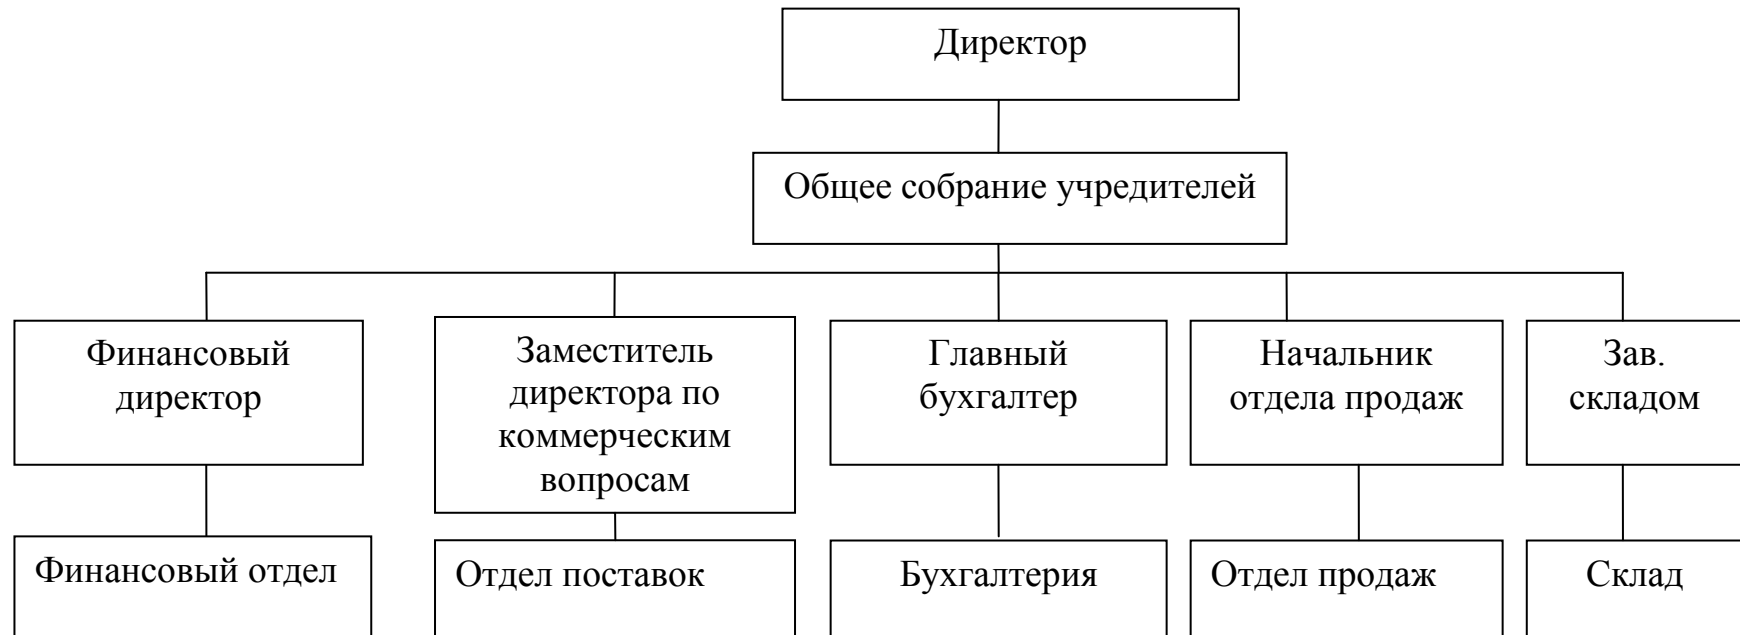 Директор
Общее собрание учредителей
Финансовый
директор
Заместитель
директора по
коммерческим
вопросам
Главный
бухгалтер
Начальник
отдела продаж
Зав.
складом
Финансовый отдел
Отдел поставок
Бухгалтерия
Отдел продаж
Склад